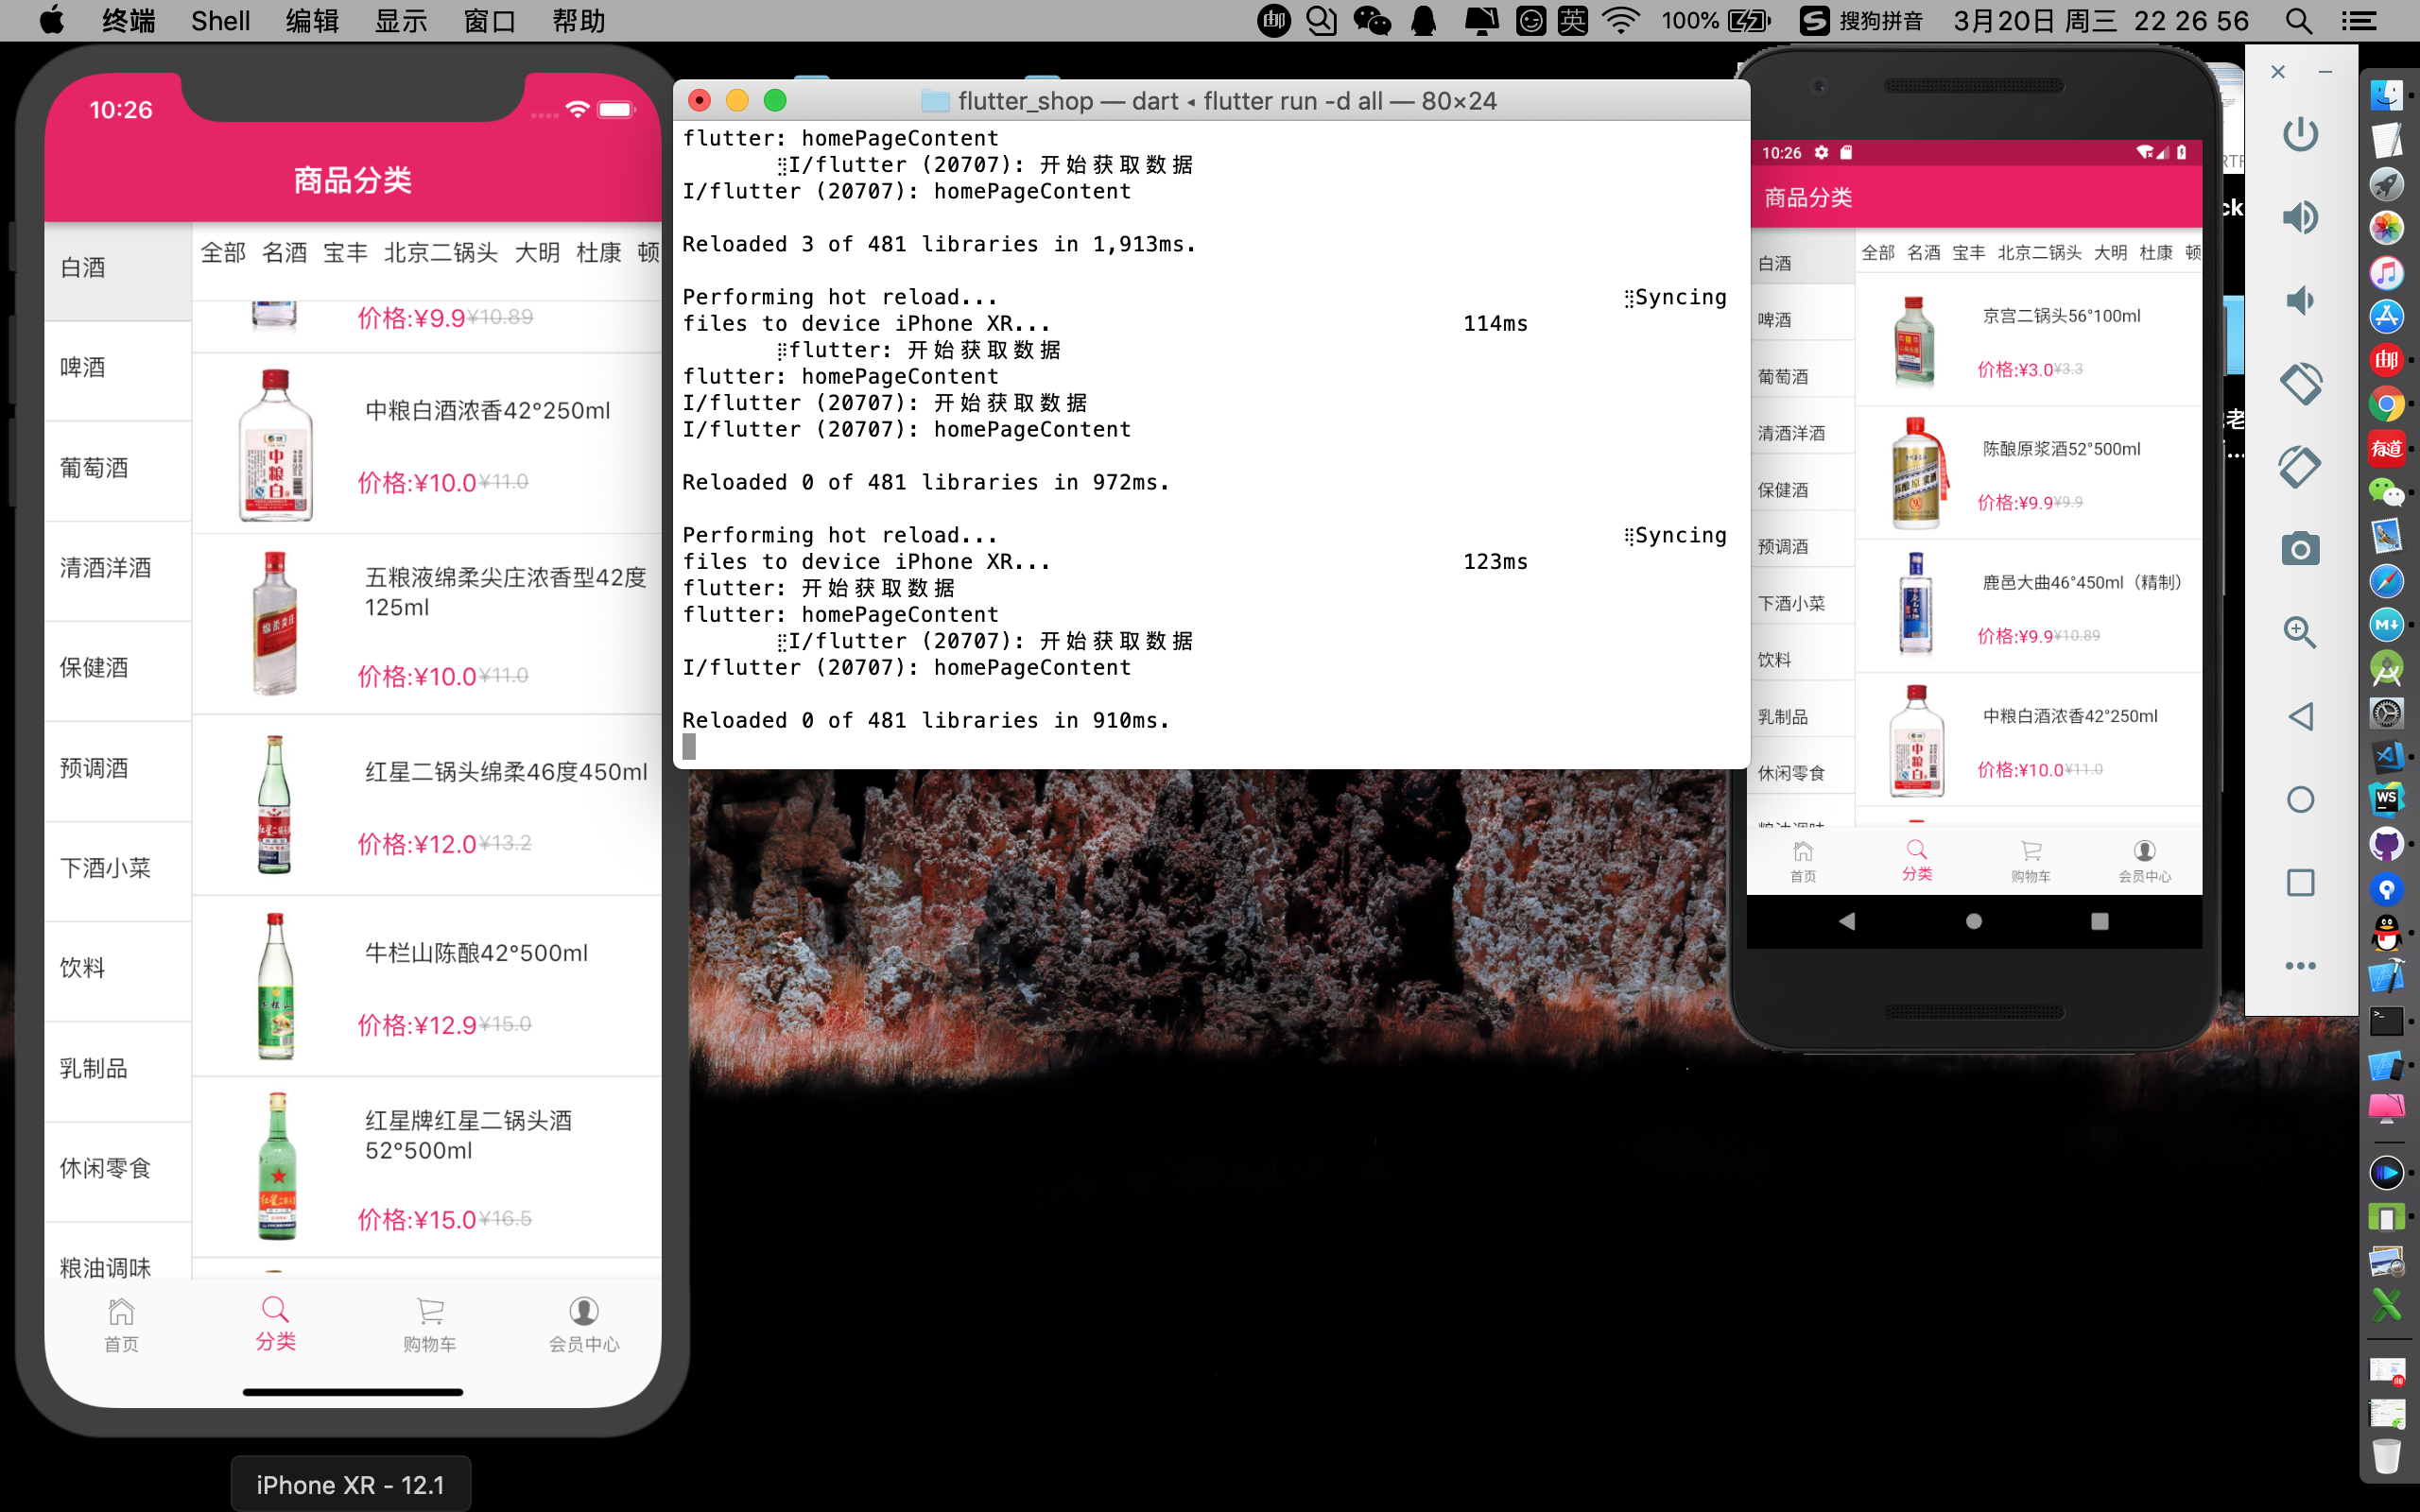 终端 Shell 编辑 显示 窗口 帮助 英 100% 搜狗拼音 3月20日 周三 22 26 56
10:26
商品分类
白酒
啤酒
葡萄酒
清酒洋酒
保健酒
预调酒
下酒小菜
饮料
乳制品
休闲零食
粮油调味
全部 名酒 宝丰 北京二锅头 大明 杜康 顿
价格:¥9.9¥10.89
中粮白酒浓香42°250ml
价格:¥10.0¥11.0
五粮液绵柔尖庄浓香型42度
125ml
价格:¥10.0¥11.0
红星二锅头绵柔46度450ml
价格:¥12.0¥13.2
牛栏山陈酿42°500ml
价格:¥12.9¥15.0
红星牌红星二锅头酒
52°500ml
价格:¥15.0¥16.5
首页 分类 购物车 会员中心
iPhone XR - 12.1
flutter_shop — dart ◂ flutter run -d all — 80×24
flutter: homePageContent
⣽I/flutter (20707): 开始获取数据
I/flutter (20707): homePageContent
Reloaded 3 of 481 libraries in 1,913ms.
Performing hot reload... ⣽Syncing
files to device iPhone XR... 114ms
⣽flutter: 开始获取数据
flutter: homePageContent
I/flutter (20707): 开始获取数据
I/flutter (20707): homePageContent
Reloaded 0 of 481 libraries in 972ms.
Performing hot reload... ⣽Syncing
files to device iPhone XR... 123ms
flutter: 开始获取数据
flutter: homePageContent
⣽I/flutter (20707): 开始获取数据
I/flutter (20707): homePageContent
Reloaded 0 of 481 libraries in 910ms.
10:26
商品分类
白酒
啤酒
葡萄酒
清酒洋酒
保健酒
预调酒
下酒小菜
饮料
乳制品
休闲零食
全部 名酒 宝丰 北京二锅头 大明 杜康 顿
京宫二锅头56°100ml
价格:¥3.0¥3.3
陈酿原浆酒52°500ml
价格:¥9.9¥9.9
鹿邑大曲46°450ml（精制）
价格:¥9.9¥10.89
中粮白酒浓香42°250ml
价格:¥10.0¥11.0
首页 分类 购物车 会员中心
ck
老
邮
有道
M↓
WS